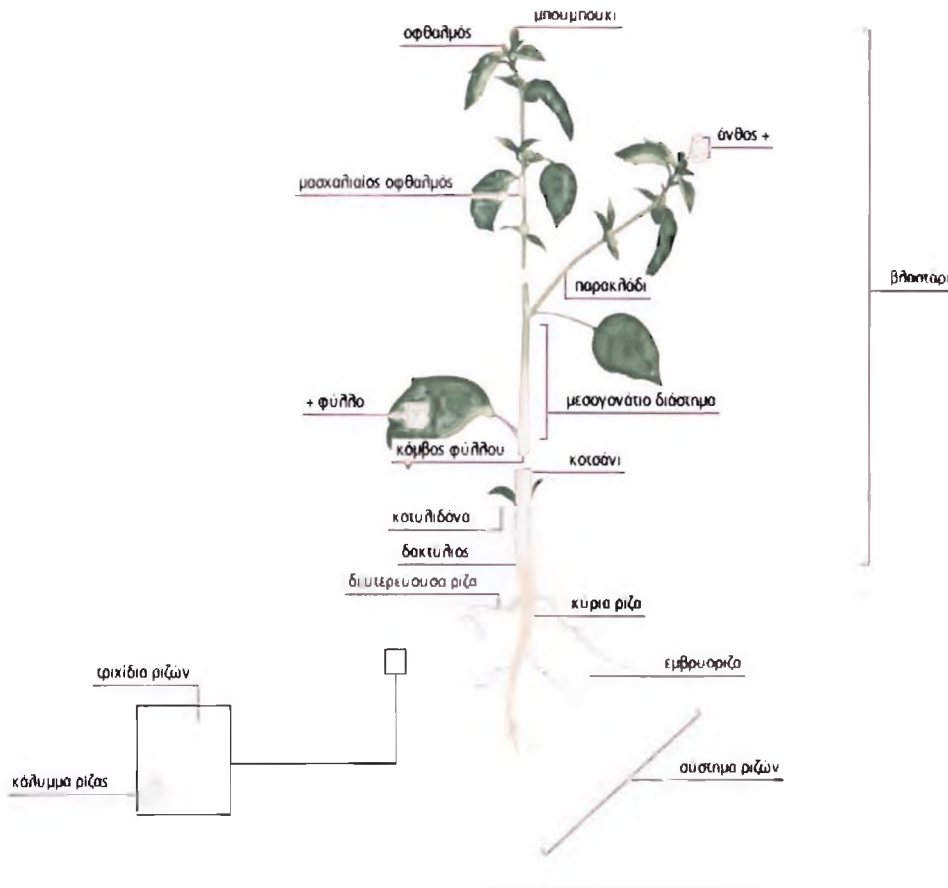 μπουμπούκι
οφθαλμός
άνθος +
μασχαλιαίος οφθαλμός
παρακλάδι
βλαστάρι
+ φύλλο
μεσογονάτιο διάστημα
κόμβος φύλλου
κοτσάνι
κοτυλιδόνα
δακτύλιος
δευτερεύουσα ρίζα
κύρια ρίζα
εμβρυόριζα
τριχίδια ριζών
σύστημα ριζών
κάλυμμα ρίζας